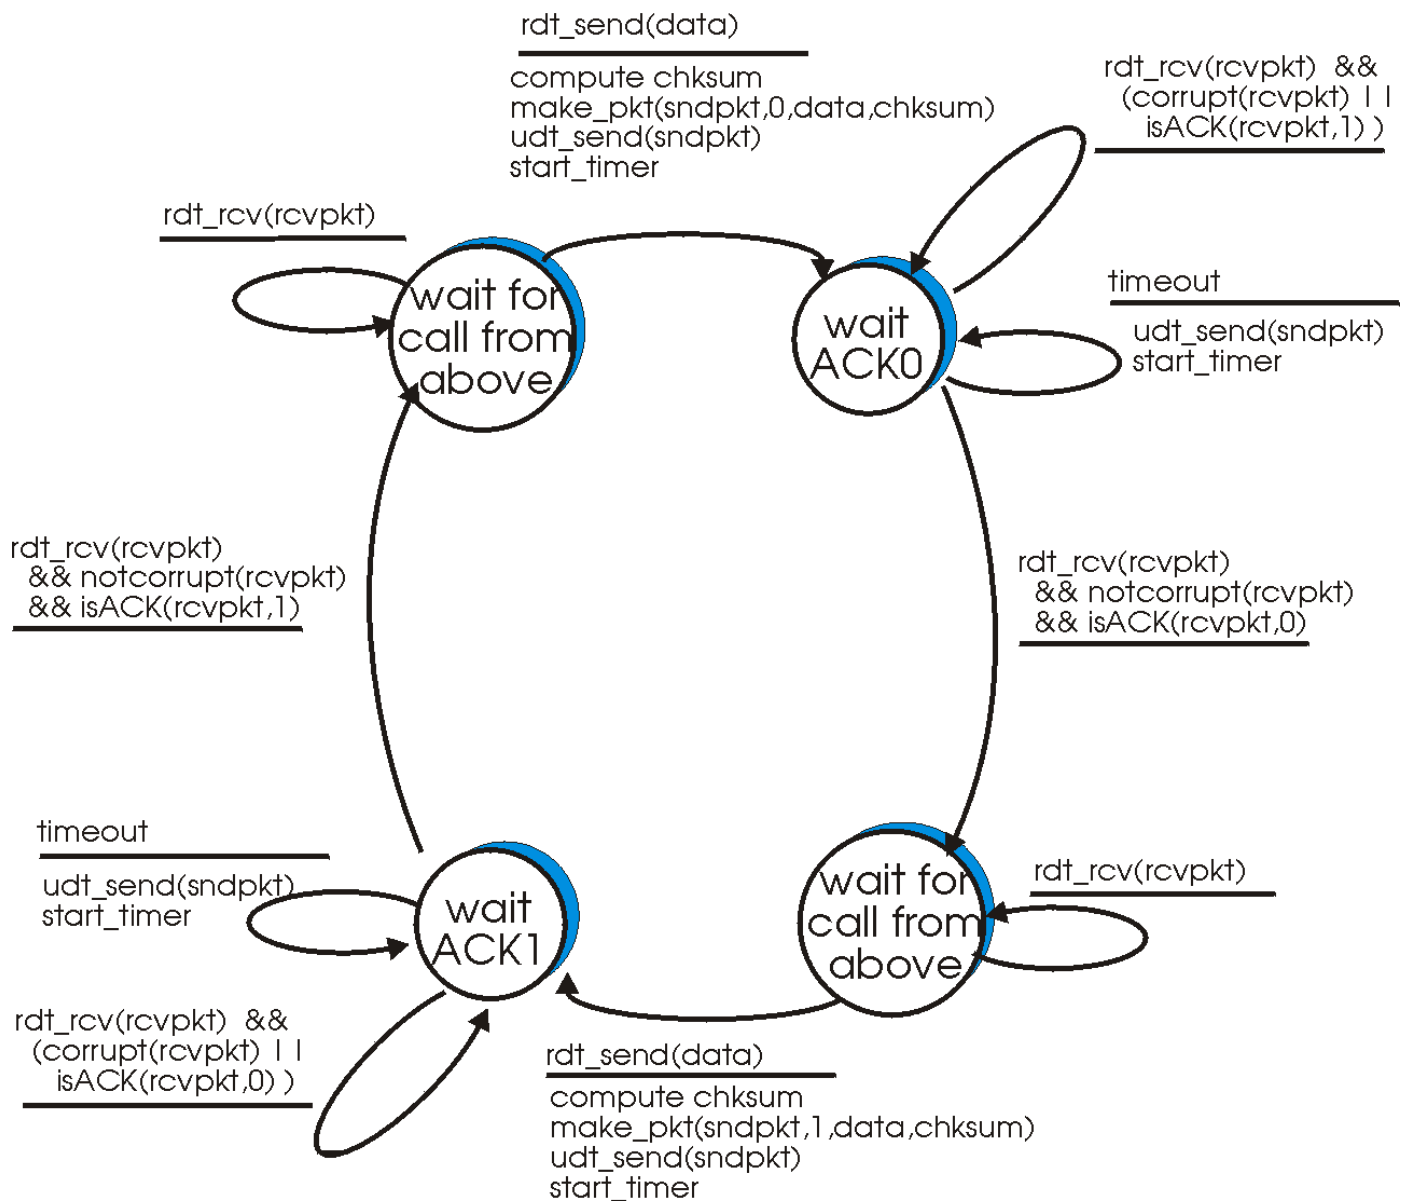 rdt_send(data)
compute chksum
make_pkt(sndpkt,0,data,chksum)
udt_send(sndpkt)
start_timer
rdt_rcv(rcvpkt) &&
(corrupt(rcvpkt) ||
isACK(rcvpkt,1) )
rdt_rcv(rcvpkt)
wait for
call from
above
wait
ACK0
timeout
udt_send(sndpkt)
start_timer
rdt_rcv(rcvpkt)
&& notcorrupt(rcvpkt)
&& isACK(rcvpkt,1)
rdt_rcv(rcvpkt)
&& notcorrupt(rcvpkt)
&& isACK(rcvpkt,0)
timeout
udt_send(sndpkt)
start_timer
wait
ACK1
wait for
call from
above
rdt_rcv(rcvpkt)
rdt_rcv(rcvpkt) &&
(corrupt(rcvpkt) ||
isACK(rcvpkt,0) )
rdt_send(data)
compute chksum
make_pkt(sndpkt,1,data,chksum)
udt_send(sndpkt)
start_timer